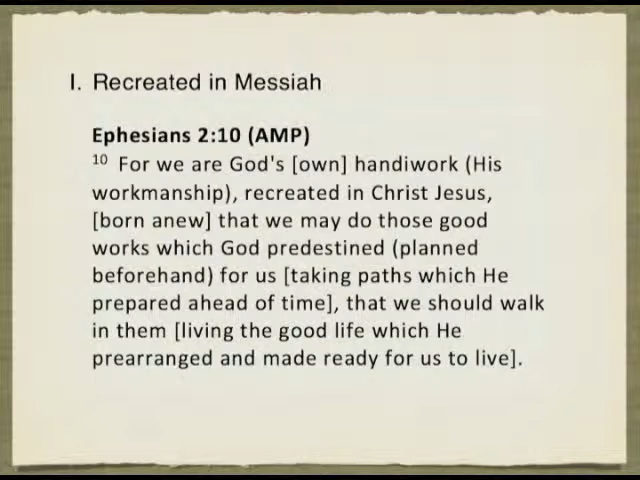 I. Recreated in Messiah
Ephesians 2:10 (AMP)
10 For we are God's [own] handiwork (His
workmanship), recreated in Christ Jesus,
[born anew] that we may do those good
works which God predestined (planned
beforehand) for us [taking paths which He
prepared ahead of time], that we should walk
in them [living the good life which He
prearranged and made ready for us to live].